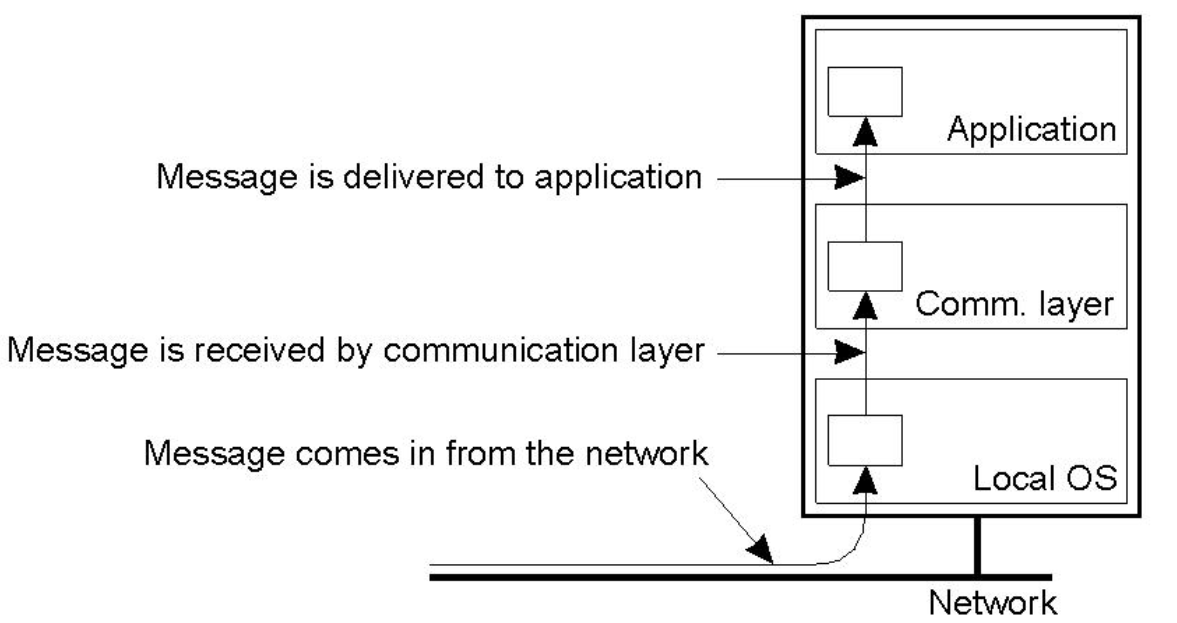 Application
Message is delivered to application
Comm. layer
Message is received by communication layer
Message comes in from the network
Local OS
Network